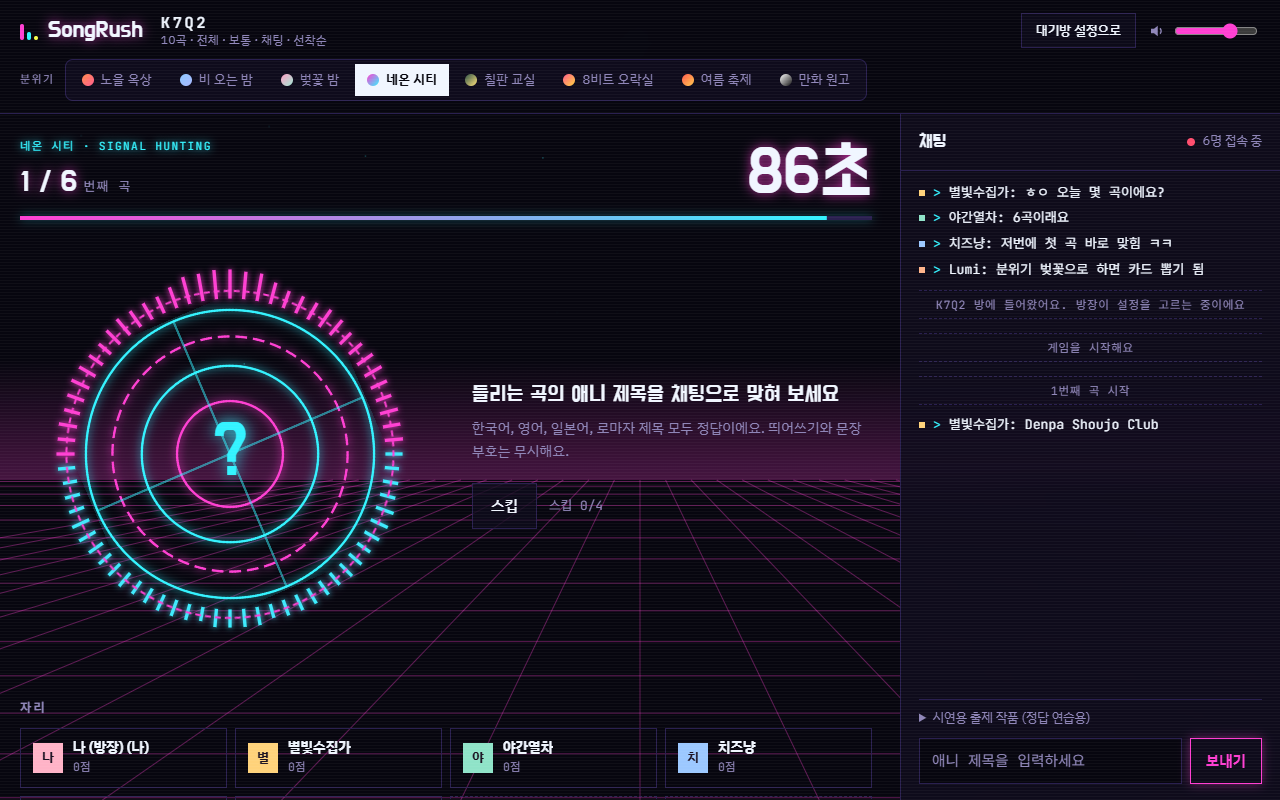 SongRush
K7Q2
10곡 · 전체 · 보통 · 채팅 · 선착순
대기방 설정으로
분위기
노을 옥상
비 오는 밤
벚꽃 밤
네온 시티
칠판 교실
8비트 오락실
여름 축제
만화 원고
네온 시티 · SIGNAL HUNTING
1 / 6 번째 곡
86초
?
들리는 곡의 애니 제목을 채팅으로 맞혀 보세요
한국어, 영어, 일본어, 로마자 제목 모두 정답이에요. 띄어쓰기와 문장
부호는 무시해요.
스킵
스킵 0/4
자리
나
나 (방장) (나)
0점
별
별빛수집가
0점
야
야간열차
0점
치
치즈냥
0점
채팅
6명 접속 중
> 별빛수집가: ㅎㅇ 오늘 몇 곡이에요?
> 야간열차: 6곡이래요
> 치즈냥: 저번에 첫 곡 바로 맞힘 ㅋㅋ
> Lumi: 분위기 벚꽃으로 하면 카드 뽑기 됨
K7Q2 방에 들어왔어요. 방장이 설정을 고르는 중이에요
게임을 시작해요
1번째 곡 시작
> 별빛수집가: Denpa Shoujo Club
▶ 시연용 출제 작품 (정답 연습용)
애니 제목을 입력하세요
보내기